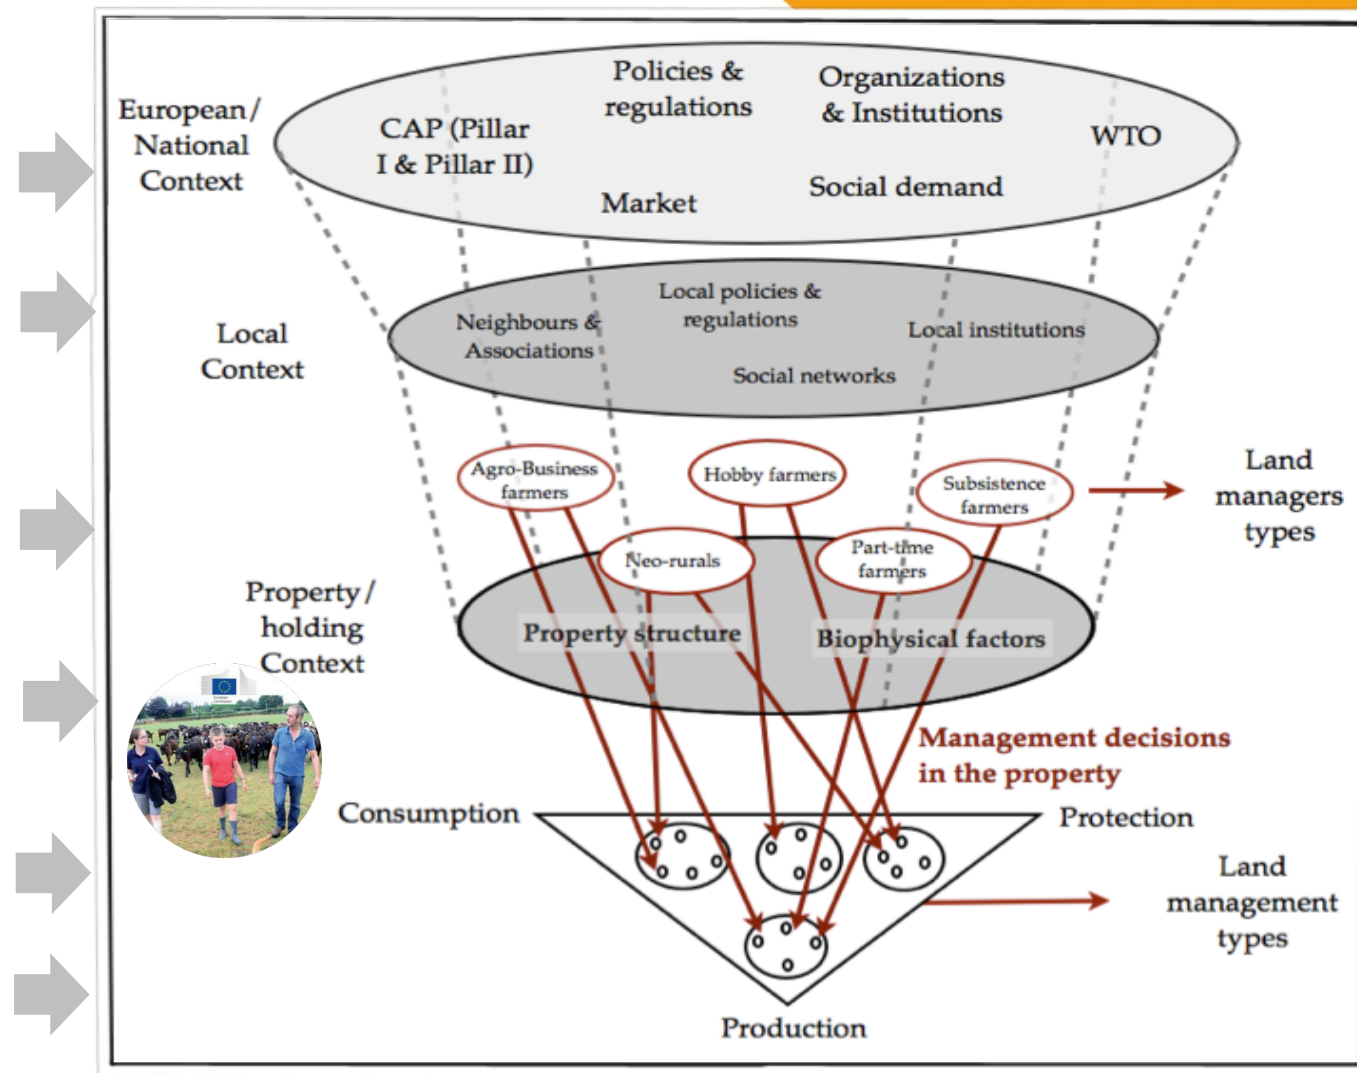 European/
National
Context
CAP (Pillar
I & Pillar II)
Policies &
regulations
Organizations
& Institutions
WTO
Market
Social demand
Local
Context
Neighbours &
Associations
Local policies &
regulations
Local institutions
Social networks
Agro-Business
farmers
Hobby farmers
Subsistence
farmers
Land
managers
types
Neo-rurals
Part-time
farmers
Property/
holding
Context
Property structure
Biophysical factors
Management decisions
in the property
Consumption
Protection
Land
management
types
Production